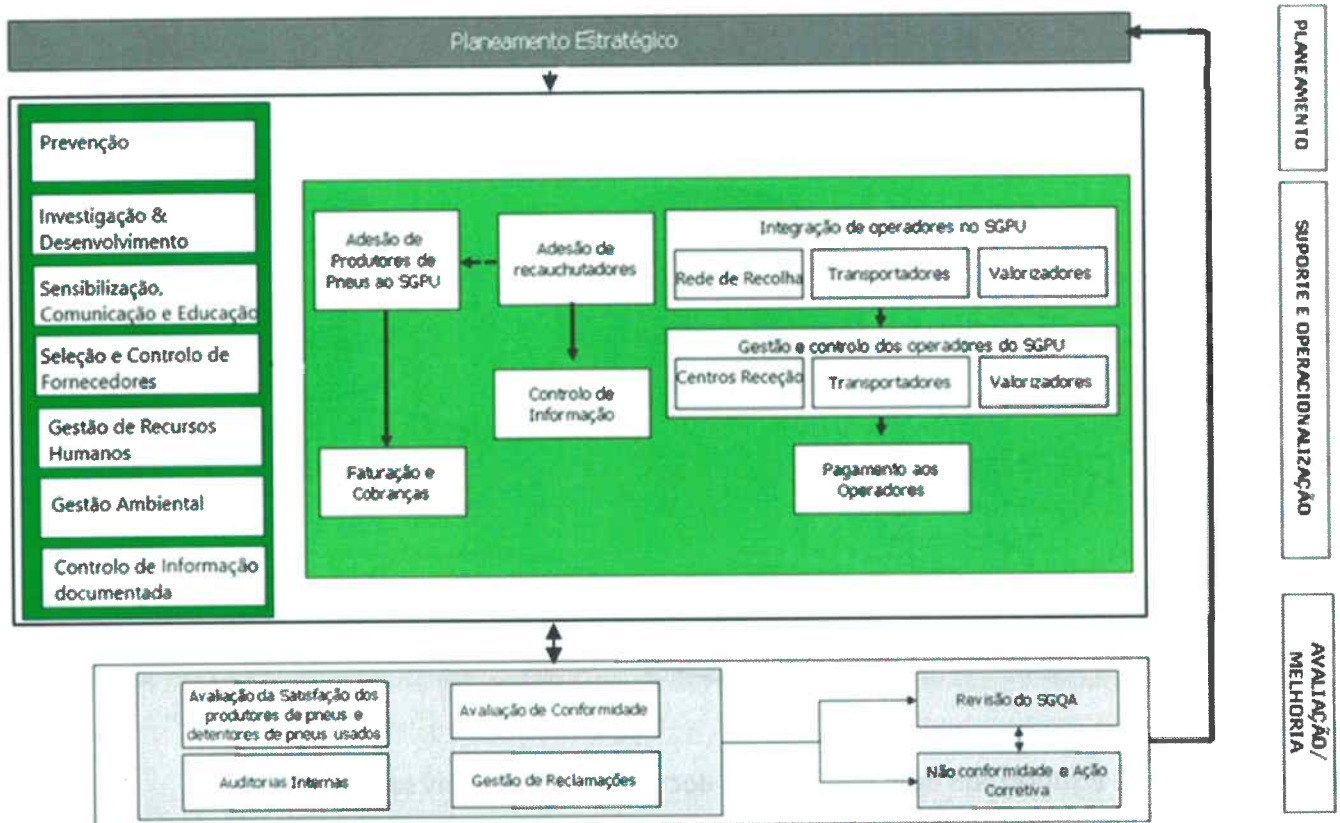 Planeamento Estratégico
PLANEAMENTO
Prevenção
Investigação &
Desenvolvimento
Sensibilização,
Comunicação e Educação
Seleção e Controlo de
Fornecedores
Gestão de Recursos
Humanos
Gestão Ambiental
Controlo de Informação
documentada
Adesão de
Produtores de
Pneus ao SGPU
Adesão de
recauchutadores
Integração de operadores no SGPU
Rede de Recolha
Transportadores
Valorizadores
Gestão e controlo dos operadores do SGPU
Centros Receção
Transportadores
Valorizadores
Controlo de
Informação
Faturação e
Cobranças
Pagamento aos
Operadores
SUPORTE E OPERACIONALIZAÇÃO
Avaliação da Satisfação dos
produtores de pneus e
detentores de pneus usados
Avaliação de Conformidade
Auditorias Internas
Gestão de Reclamações
Revisão do SGQA
Não conformidade e Ação
Corretiva
AVALIAÇÃO/
MELHORIA